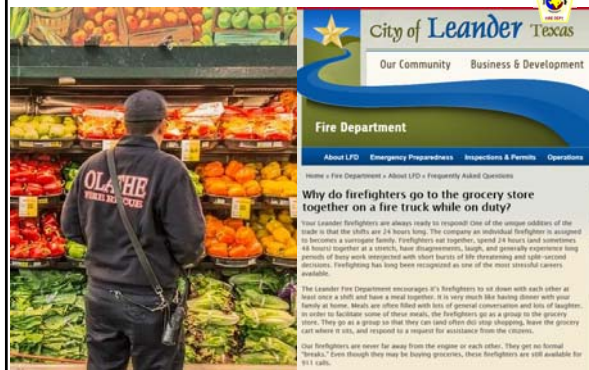 OLATHE
FIRE RESCUE
City of Leander Texas
Our Community Business & Development
Fire Department
About LFD Emergency Preparedness Inspections & Permits Operations
Home » Fire Department » About LFD » Frequently Asked Questions
Why do firefighters go to the grocery store
together on a fire truck while on duty?
Your Leander firefighters are always ready to respond! One of the unique oddities of the
trade is that the shifts are 24 hours long. The company an individual firefighter is assigned
to becomes a surrogate family. Firefighters eat together, spend 24 hours (and sometimes
48 hours) together at a stretch, have disagreements, laugh, and generally experience long
periods of busy work interjected with short bursts of life threatening and split-second
decisions. Firefighting has long been recognized as one of the most stressful careers
available.
The Leander Fire Department encourages it's firefighters to sit down with each other at
least once a shift and have a meal together. It is very much like having dinner with your
family at home. Meals are often filled with lots of general conversation and lots of laughter.
In order to facilitate some of these meals, the firefighters go as a group to the grocery
store. They go as a group so that they can (and often do) stop shopping, leave the grocery
cart where it sits, and respond to a request for assistance from the citizens.
Our firefighters are never far away from the engine or each other. They get no formal
"breaks." Even though they may be buying groceries, these firefighters are still available for
911 calls.